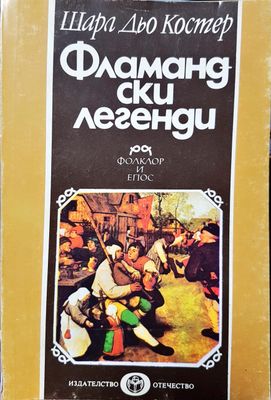 Шарл Дьо Костер
Фламанд
ски
легенди
ФОЛКЛОР
И
ЕПОС
ИЗДАТЕЛСТВО ОТЕЧЕСТВО